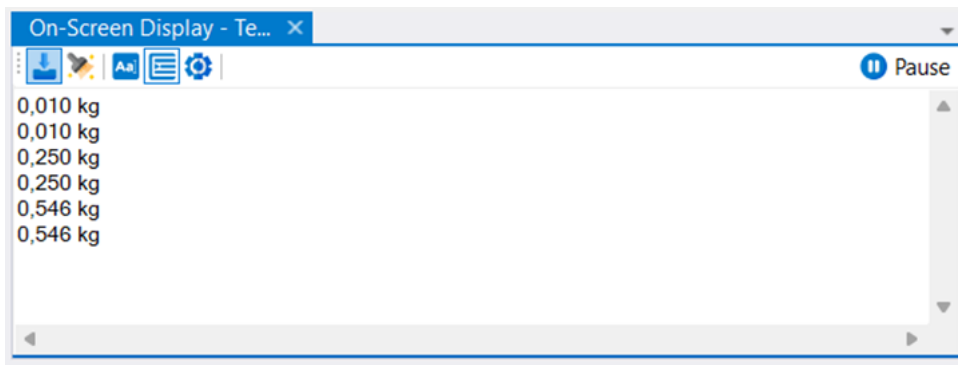 On-Screen Display - Te...
Aa
Pause
0,010 kg
0,010 kg
0,250 kg
0,250 kg
0,546 kg
0,546 kg